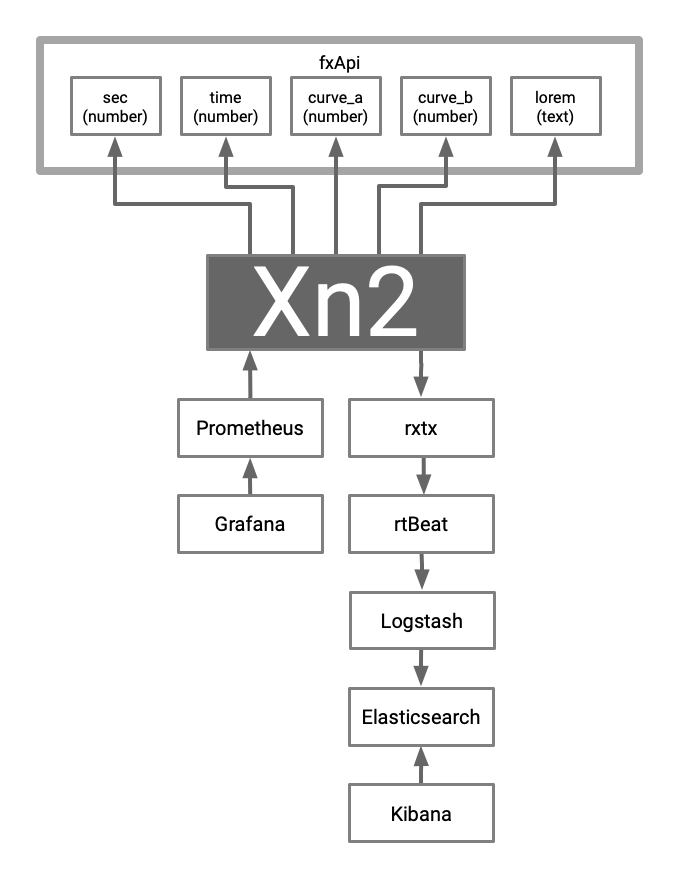 fxApi
sec
(number)
time
(number)
curve_a
(number)
curve_b
(number)
lorem
(text)
Xn2
Prometheus
rxtx
Grafana
rtBeat
Logstash
Elasticsearch
Kibana